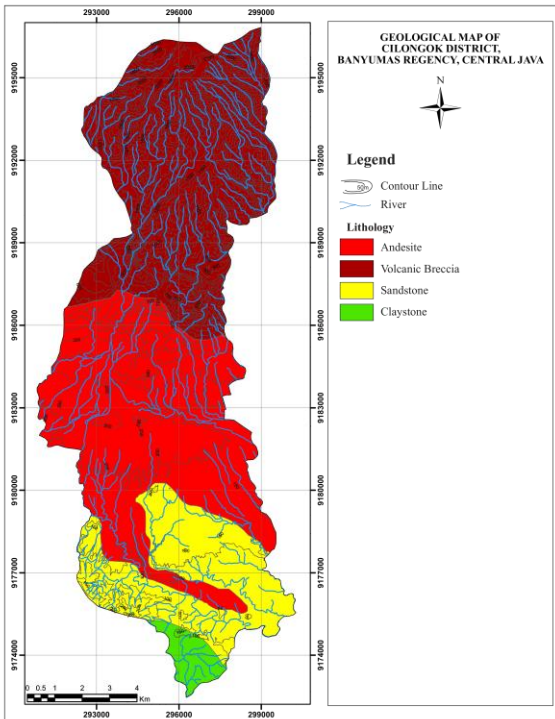 293000 296000 299000
GEOLOGICAL MAP OF
CILONGOK DISTRICT,
BANYUMAS REGENCY, CENTRAL JAVA
N
Legend
50m
Contour Line
River
Lithology
Andesite
Volcanic Breccia
Sandstone
Claystone
9195000 9195000
9192000 9192000
9189000 9189000
9186000 9186000
9183000 9183000
9180000 9180000
9177000 9177000
9174000 9174000
0 0.5 1 2 3 4
Km
293000 296000 299000